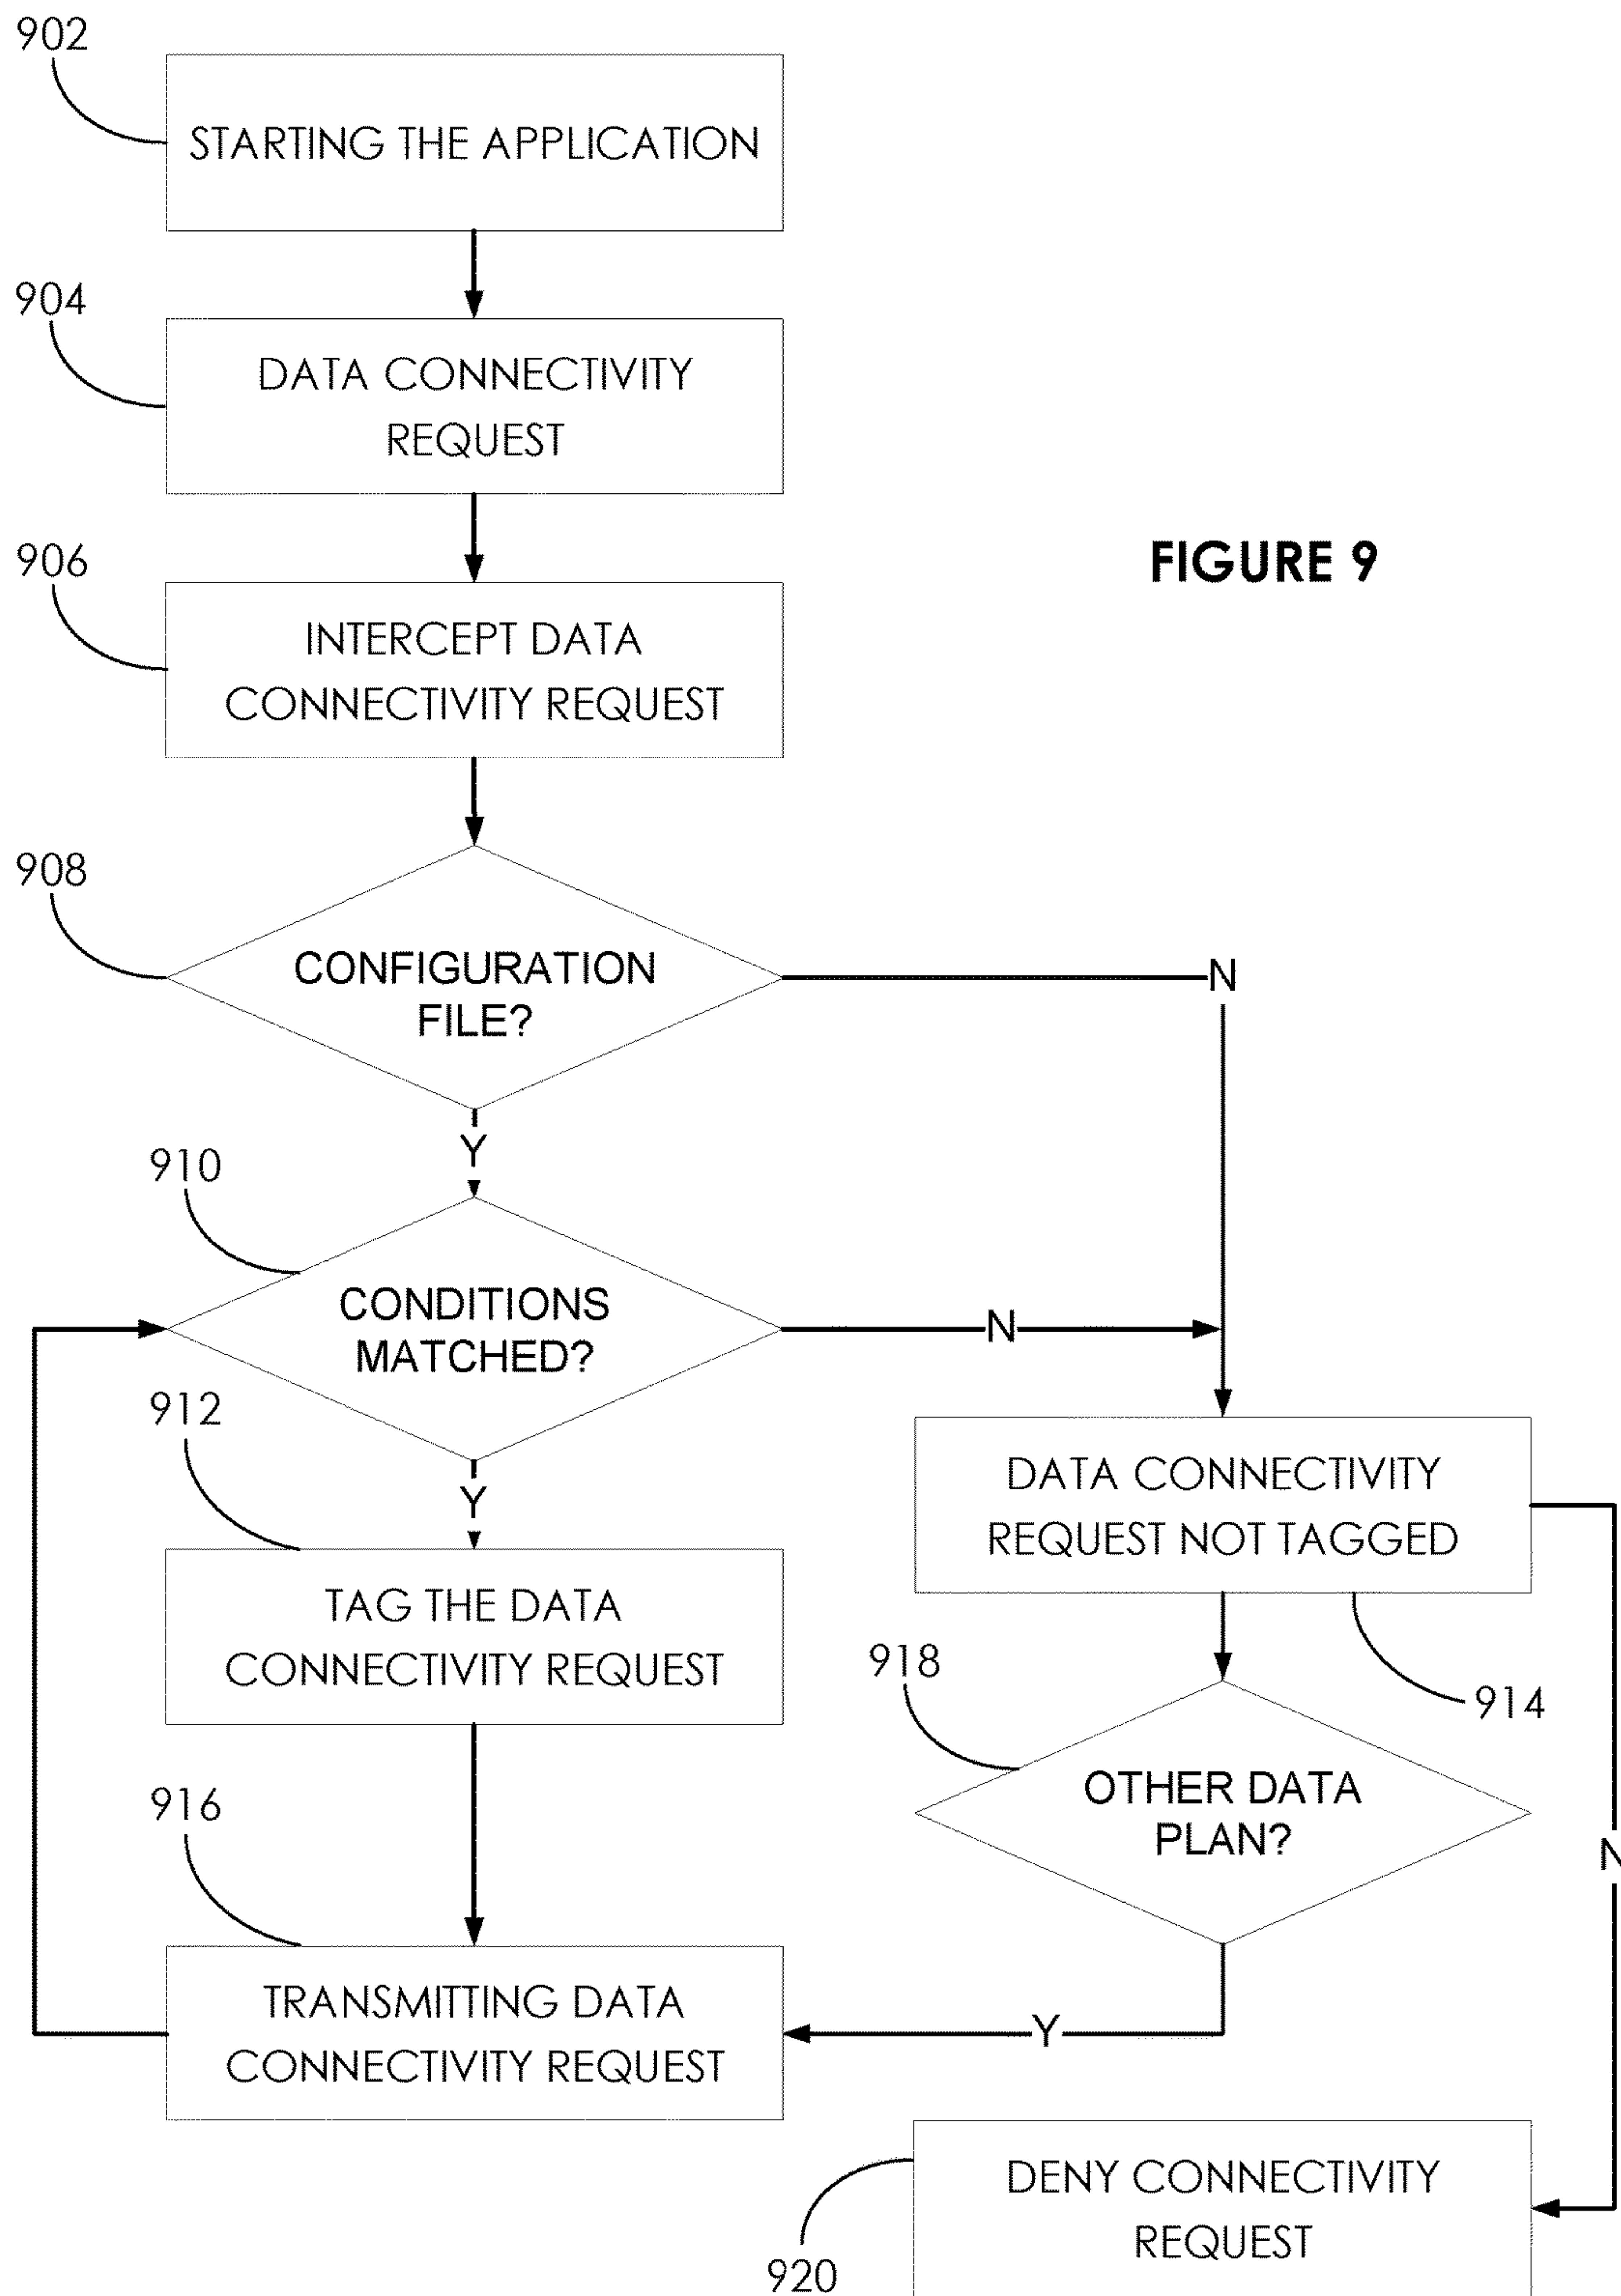 902
STARTING THE APPLICATION
904
DATA CONNECTIVITY
REQUEST
906
INTERCEPT DATA
CONNECTIVITY REQUEST
FIGURE 9
908
CONFIGURATION
FILE?
N
Y
910
CONDITIONS
MATCHED?
N
912
Y
DATA CONNECTIVITY
REQUEST NOT TAGGED
TAG THE DATA
CONNECTIVITY REQUEST
918
914
OTHER DATA
PLAN?
N
916
TRANSMITTING DATA
CONNECTIVITY REQUEST
Y
DENY CONNECTIVITY
REQUEST
920